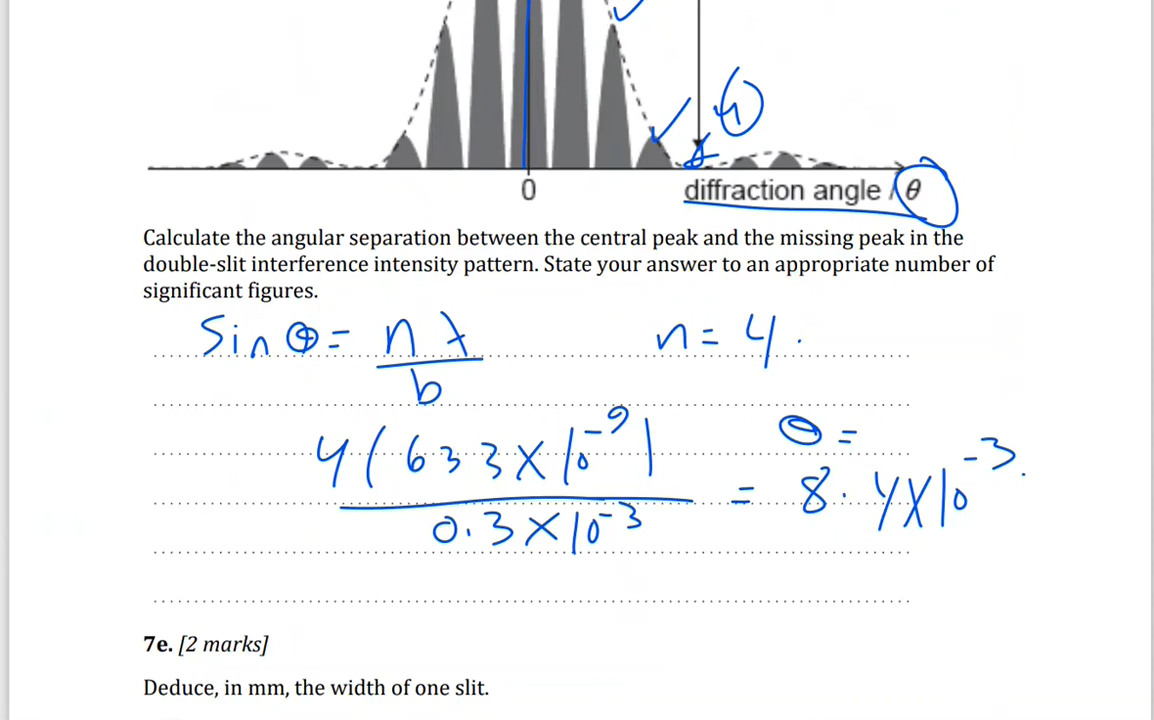 4
0
diffraction angle / θ
Calculate the angular separation between the central peak and the missing peak in the
double-slit interference intensity pattern. State your answer to an appropriate number of
significant figures.
Sin θ = nλ / b n = 4.
4(633×10⁻⁹) / 0.3×10⁻³ = θ = 8.4×10⁻³.
7e. [2 marks]
Deduce, in mm, the width of one slit.